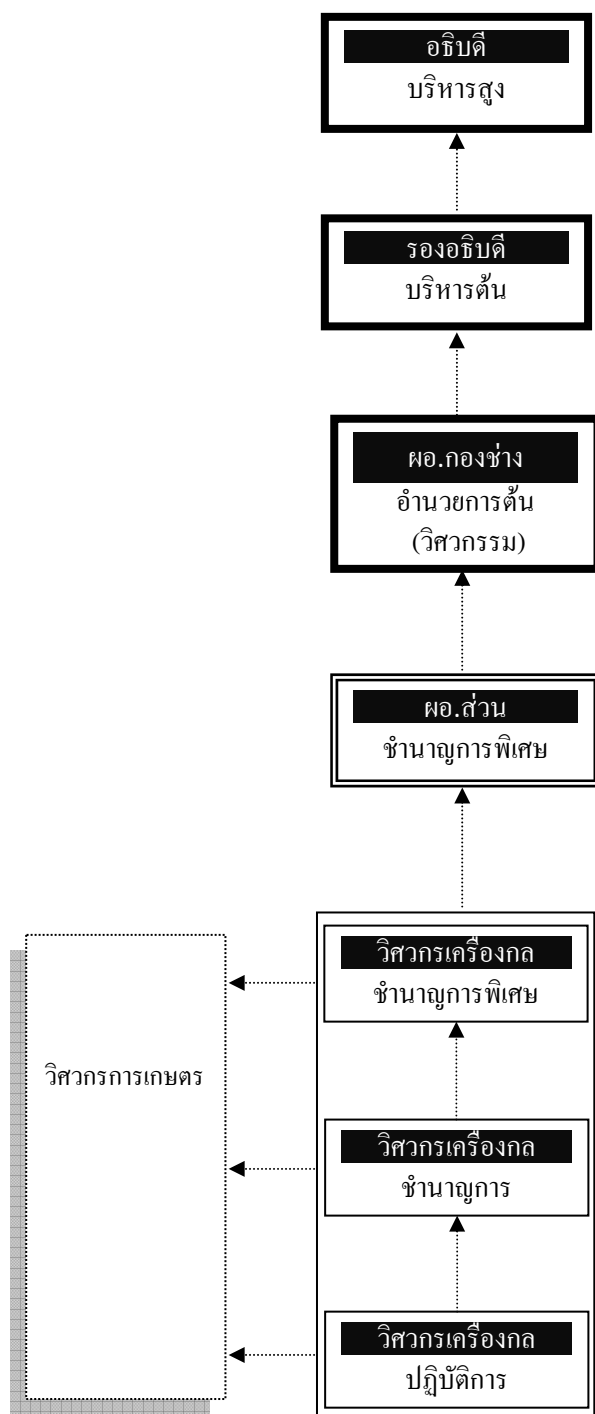 อธิบดี
บริหารสูง
รองอธิบดี
บริหารต้น
ผอ.กองช่าง
อำนวยการต้น
(วิศวกรรม)
ผอ.ส่วน
ชำนาญการพิเศษ
วิศวกรเครื่องกล
ชำนาญการพิเศษ
วิศวกรการเกษตร
วิศวกรเครื่องกล
ชำนาญการ
วิศวกรเครื่องกล
ปฏิบัติการ